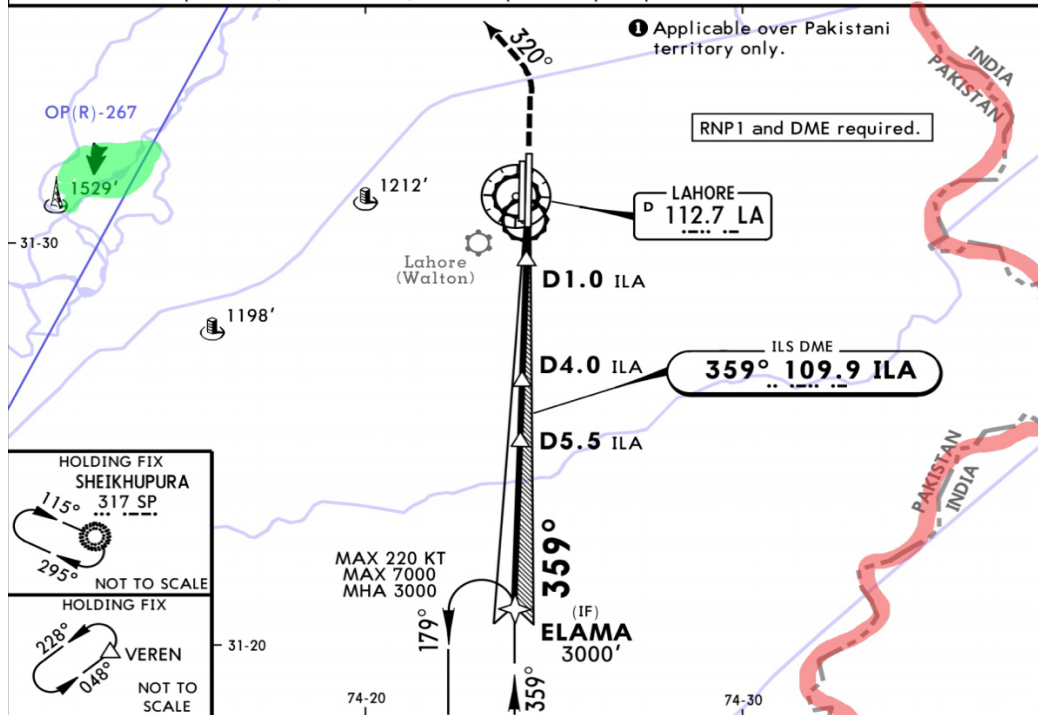 320°
❶ Applicable over Pakistani
territory only.
INDIA
PAKISTAN
OP(R)-267
RNP1 and DME required.
1529'
1212'
LAHORE
D 112.7 LA
31-30
Lahore
(Walton)
D1.0 ILA
1198'
ILS DME
359° 109.9 ILA
D4.0 ILA
D5.5 ILA
PAKISTAN
INDIA
HOLDING FIX
SHEIKHUPURA
317 SP
115°
295°
NOT TO SCALE
MAX 220 KT
MAX 7000
MHA 3000
359°
179°
(IF)
ELAMA
3000'
359°
HOLDING FIX
228°
048°
VEREN
NOT TO
SCALE
31-20
74-20
74-30